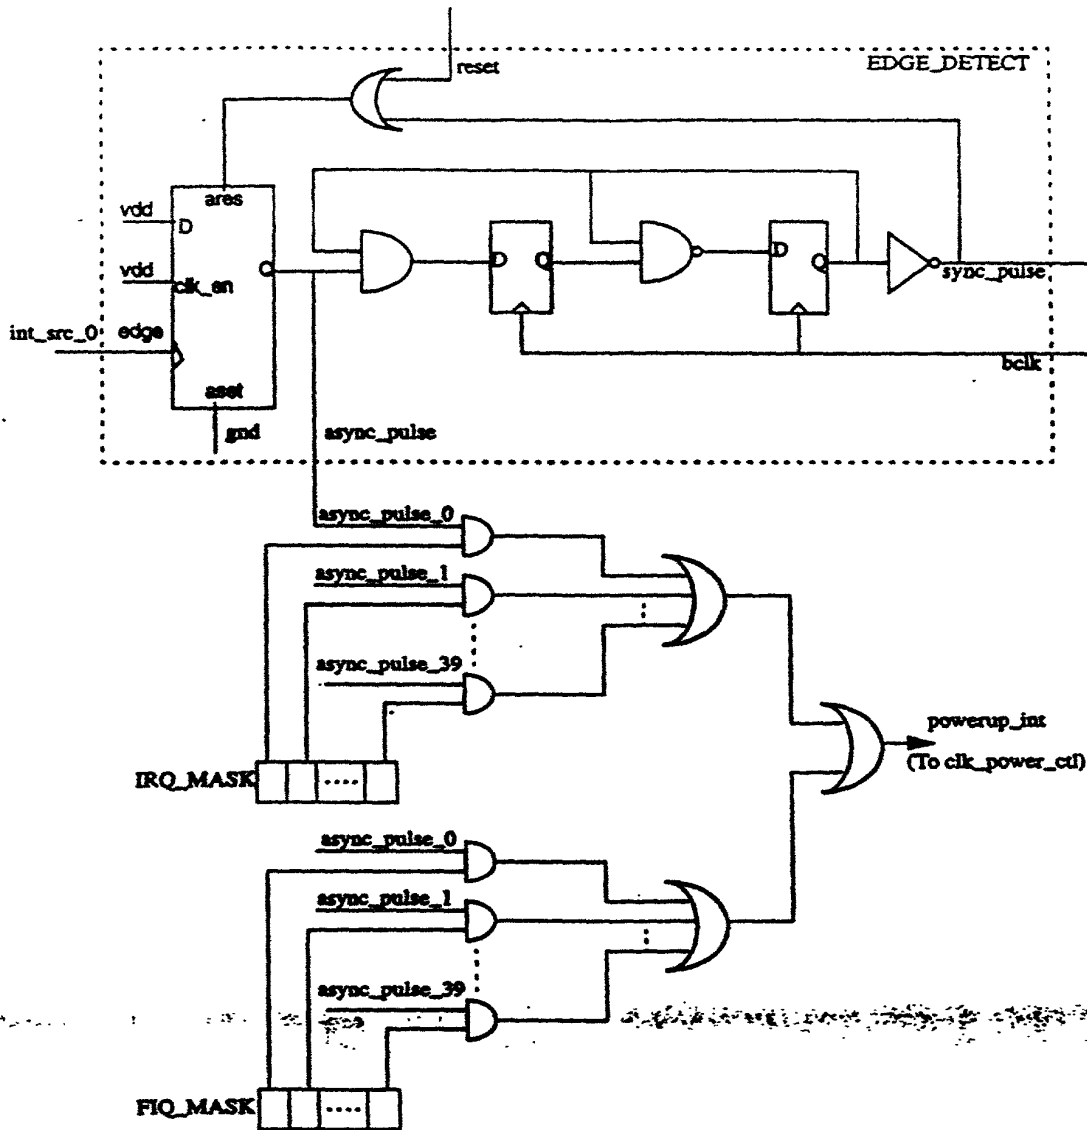 reset
EDGE_DETECT
ares
vdd
D
vdd
clk_en
Q
D
Q
D
Q
sync_pulse
int_src_0
edge
bclk
aset
gnd
async_pulse
async_pulse_0
async_pulse_1
async_pulse_39
powerup_int
(To clk_power_ctl)
IRQ_MASK
async_pulse_0
async_pulse_1
async_pulse_39
FIQ_MASK